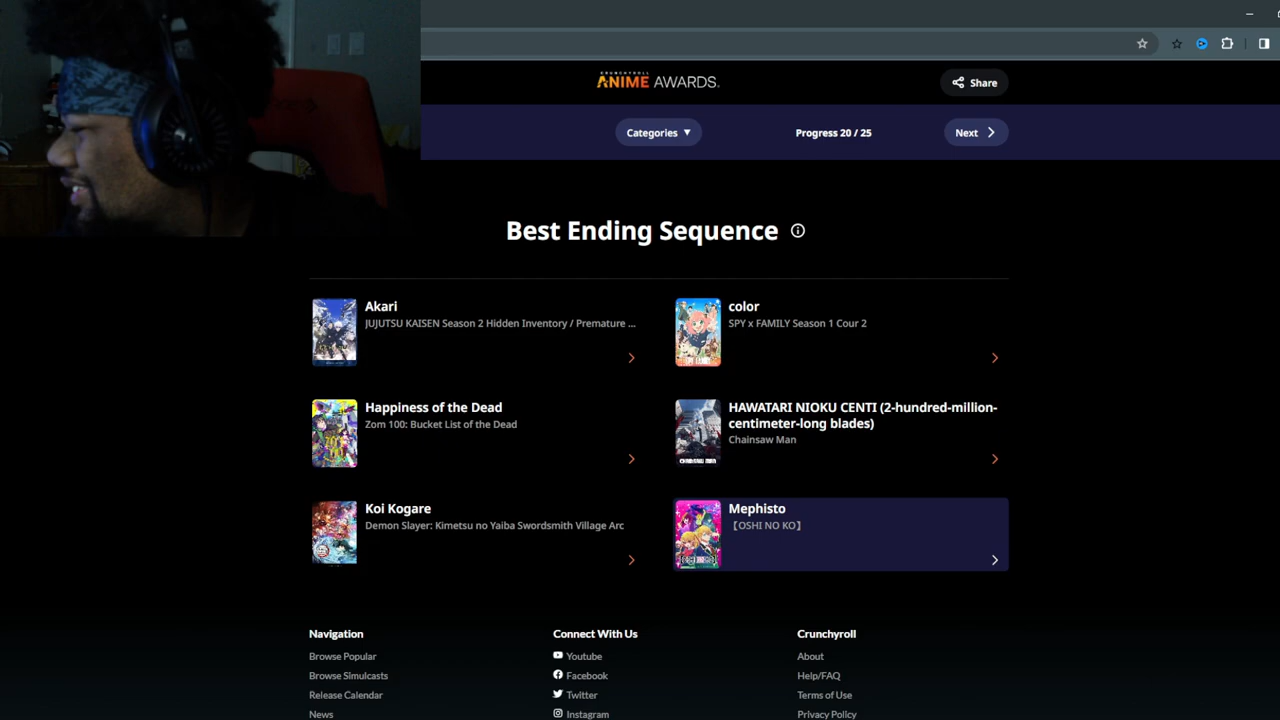 CRUNCHYROLL
ANIME AWARDS.
Share
Categories ▼
Progress 20 / 25
Next
Best Ending Sequence
Akari
JUJUTSU KAISEN Season 2 Hidden Inventory / Premature ...
color
SPY x FAMILY Season 1 Cour 2
Happiness of the Dead
Zom 100: Bucket List of the Dead
HAWATARI NIOKU CENTI (2-hundred-million-
centimeter-long blades)
Chainsaw Man
CHAINSAW MAN
Koi Kogare
Demon Slayer: Kimetsu no Yaiba Swordsmith Village Arc
Mephisto
【OSHI NO KO】
Navigation
Browse Popular
Browse Simulcasts
Release Calendar
News
Connect With Us
Youtube
Facebook
Twitter
Instagram
Crunchyroll
About
Help/FAQ
Terms of Use
Privacy Policy